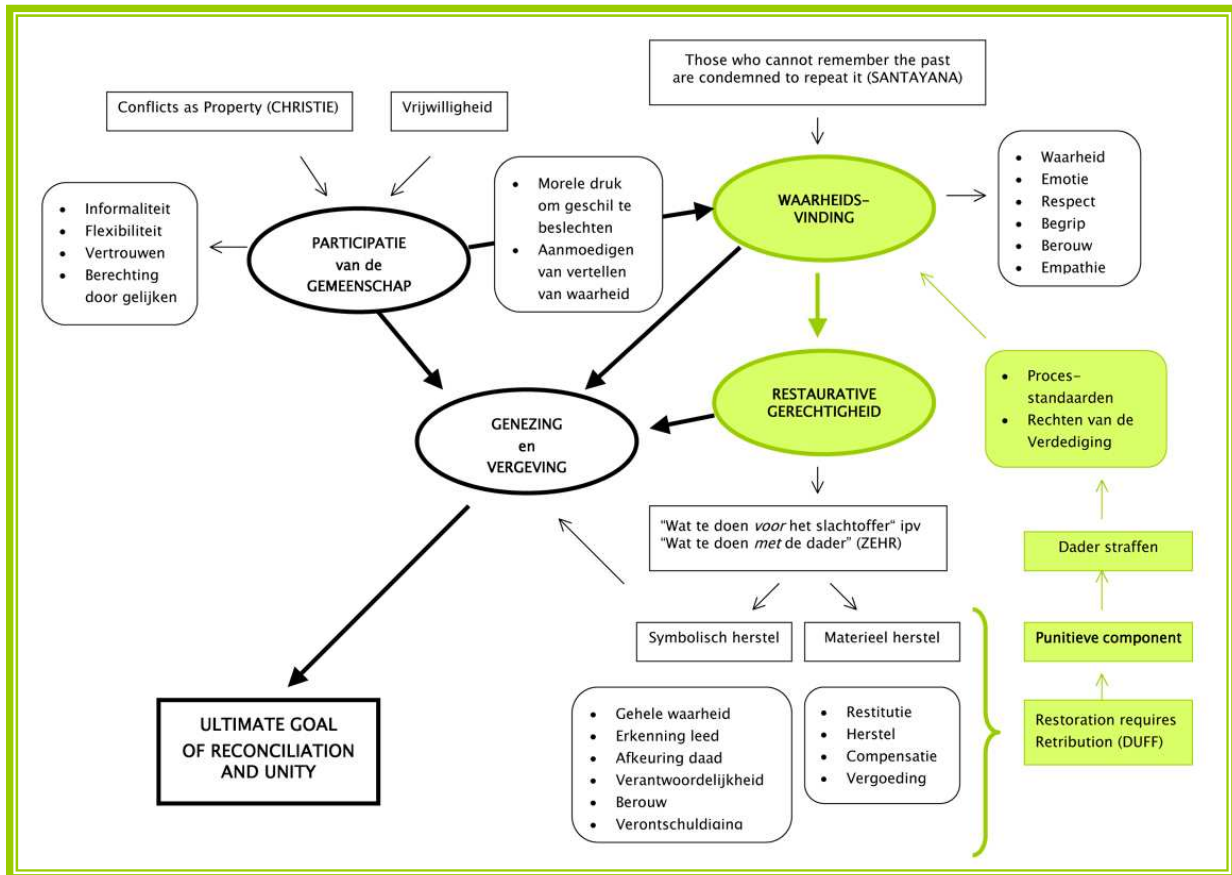 Those who cannot remember the past
are condemned to repeat it (SANTAYANA)
Conflicts as Property (CHRISTIE)
Vrijwilligheid
• Informaliteit
• Flexibiliteit
• Vertrouwen
• Berechting
door gelijken
PARTICIPATIE
van de
GEMEENSCHAP
• Morele druk
om geschil te
beslechten
• Aanmoedigen
van vertellen
van waarheid
WAARHEIDS-
VINDING
• Waarheid
• Emotie
• Respect
• Begrip
• Berouw
• Empathie
GENEZING
en
VERGEVING
RESTAURATIVE
GERECHTIGHEID
• Proces-
standaarden
• Rechten van de
Verdediging
"Wat te doen voor het slachtoffer" ipv
"Wat te doen met de dader" (ZEHR)
Dader straffen
Symbolisch herstel
Materieel herstel
Punitieve component
• Gehele waarheid
• Erkenning leed
• Afkeuring daad
• Verantwoordelijkheid
• Berouw
• Verontschuldiging
• Restitutie
• Herstel
• Compensatie
• Vergoeding
Restoration requires
Retribution (DUFF)
ULTIMATE GOAL
OF RECONCILIATION
AND UNITY